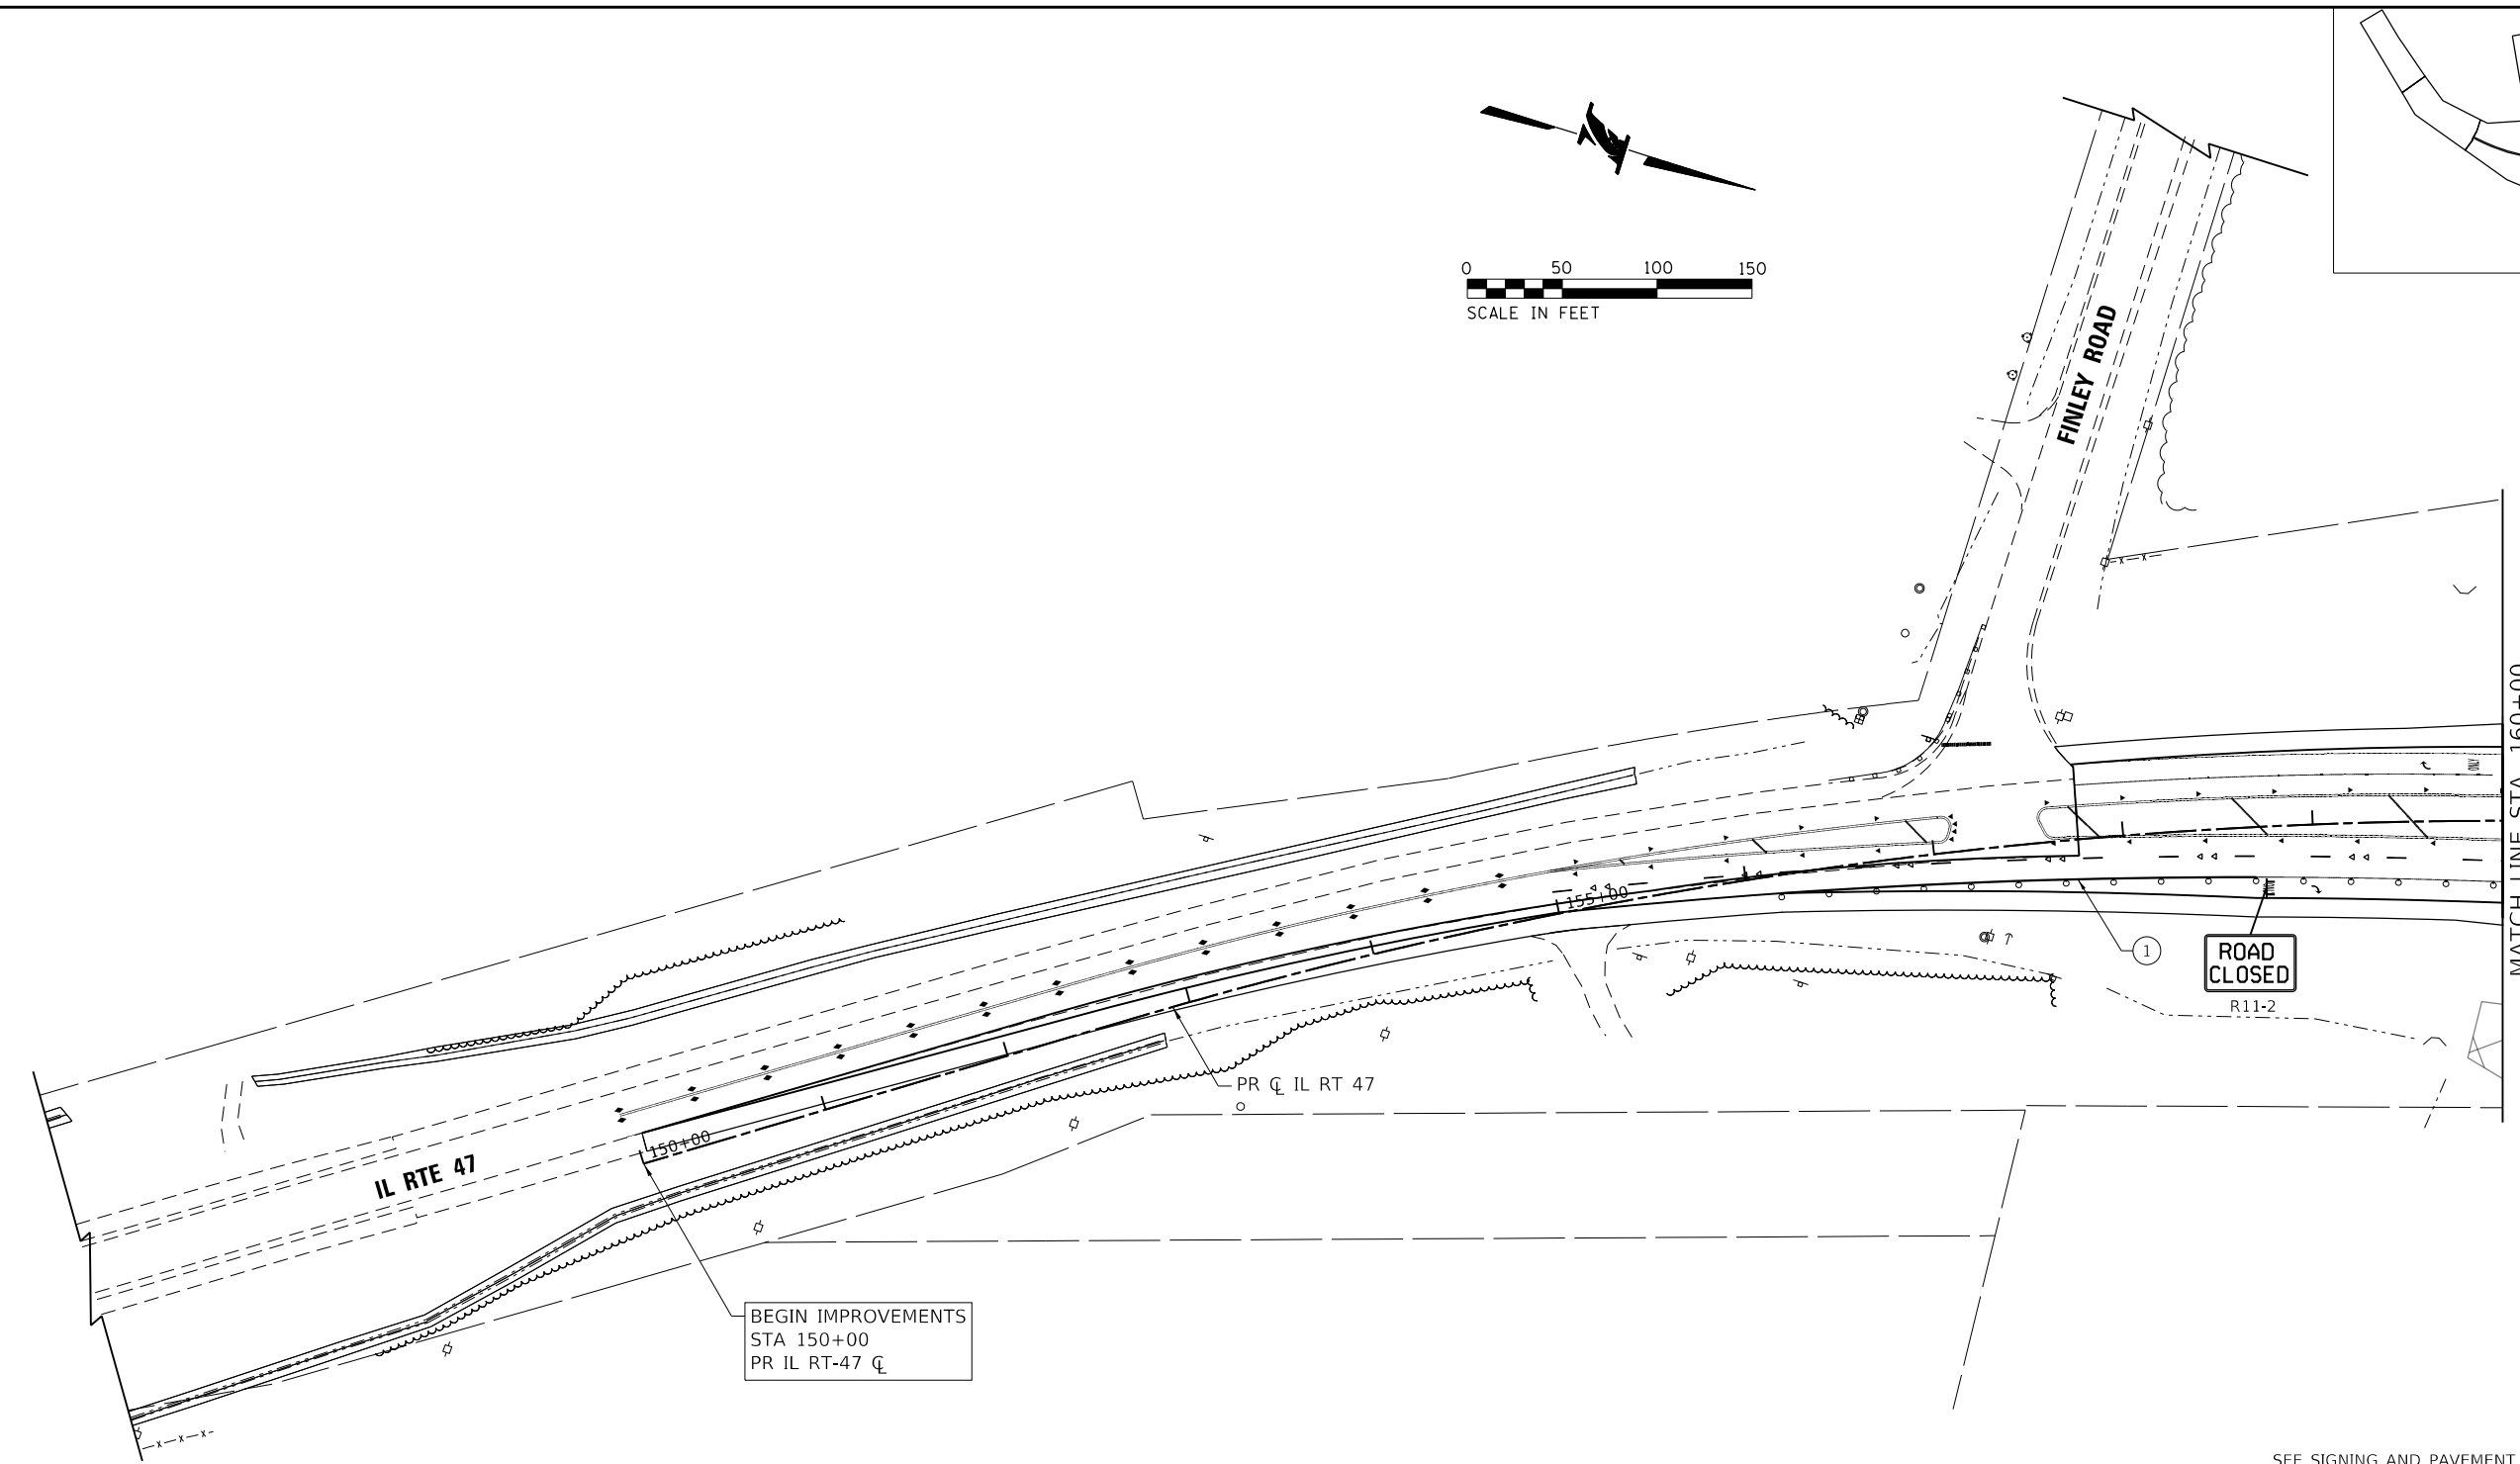 0 50 100 150
SCALE IN FEET
FINLEY ROAD
MATCH LINE STA 160+00
ONLY
155+00
1
ROAD
CLOSED
R11-2
PR ℄ IL RT 47
150+00
IL RTE 47
BEGIN IMPROVEMENTS
STA 150+00
PR IL RT-47 ℄
SEE SIGNING AND PAVEMENT